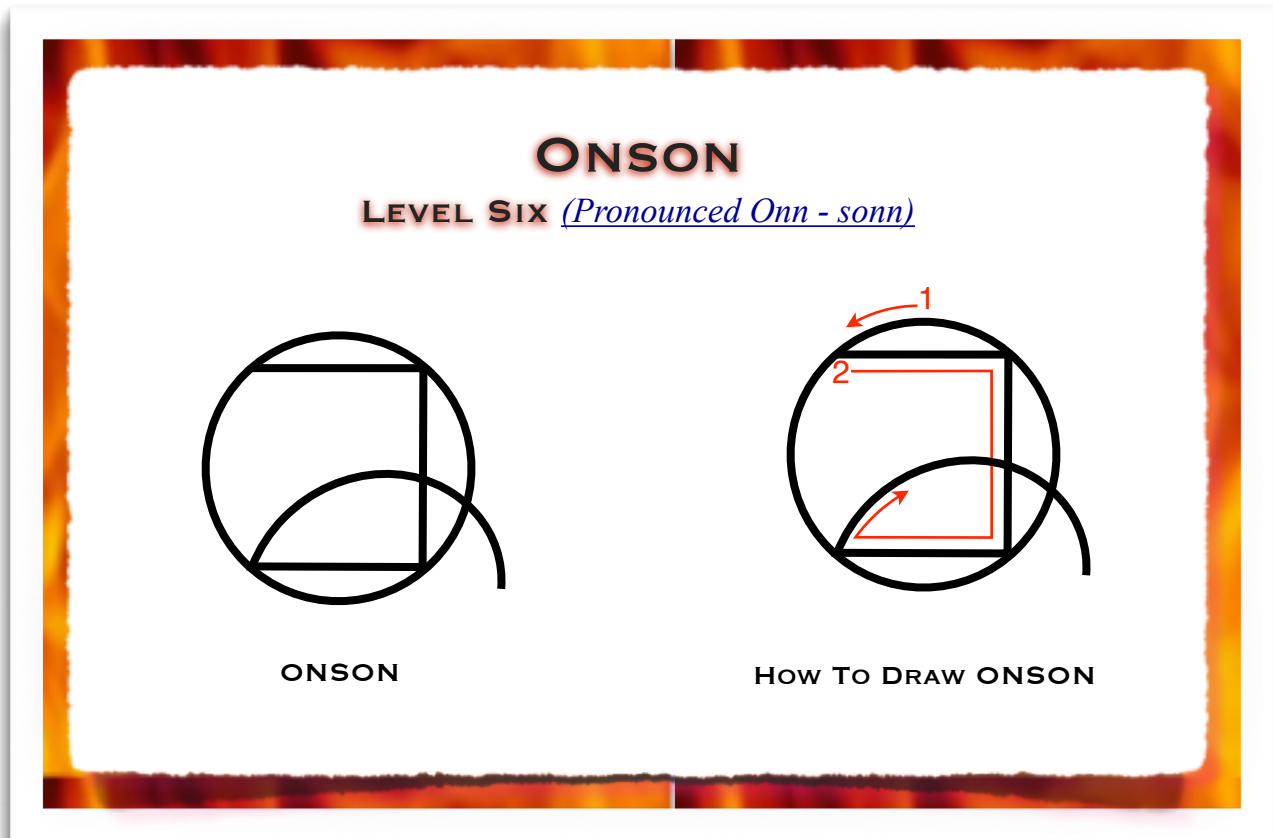 Onson
Level Six (Pronounced Onn - sonn)
1
2
ONSON
How To Draw ONSON